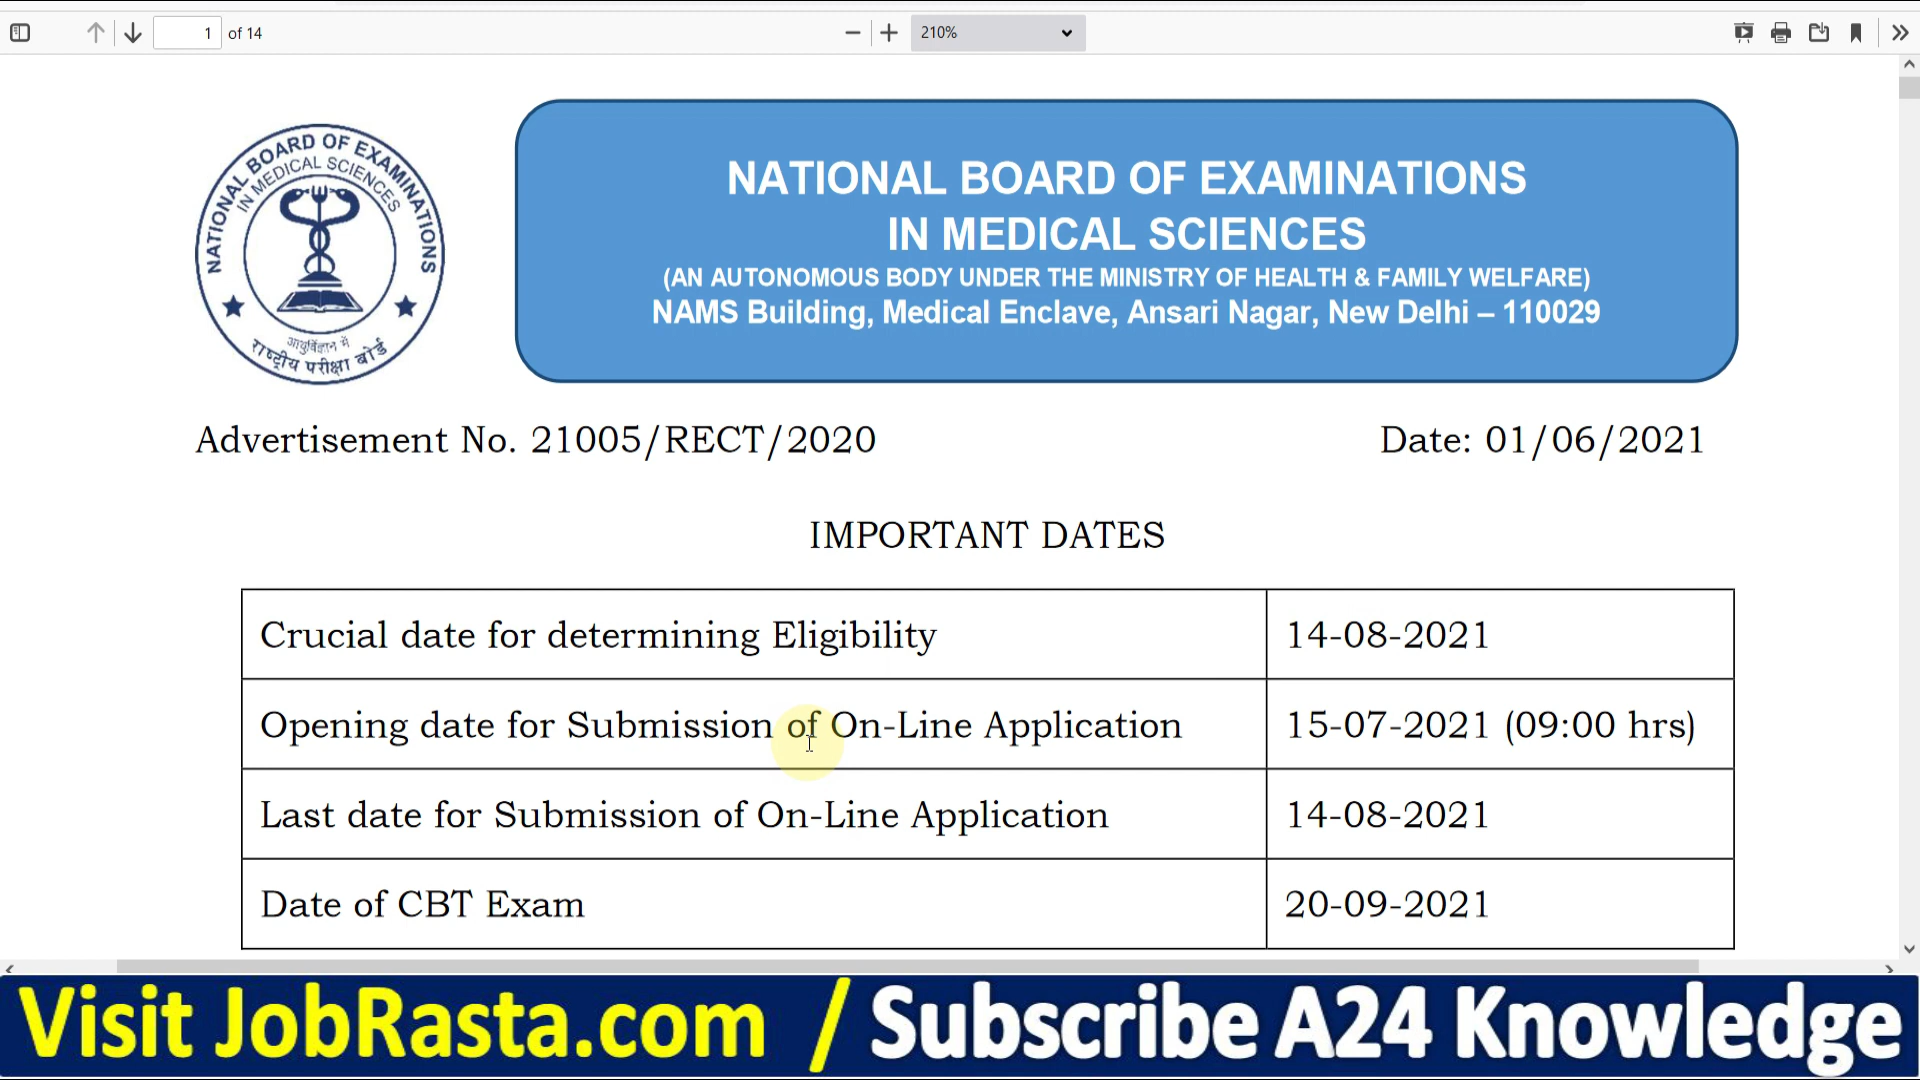 1 of 14
210%
NATIONAL BOARD OF EXAMINATIONS
IN MEDICAL SCIENCES
राष्ट्रीय परीक्षा बोर्ड
आयुर्विज्ञान में
NATIONAL BOARD OF EXAMINATIONS
IN MEDICAL SCIENCES
(AN AUTONOMOUS BODY UNDER THE MINISTRY OF HEALTH & FAMILY WELFARE)
NAMS Building, Medical Enclave, Ansari Nagar, New Delhi – 110029
Advertisement No. 21005/RECT/2020 Date: 01/06/2021
IMPORTANT DATES
Crucial date for determining Eligibility 14-08-2021
Opening date for Submission of On-Line Application 15-07-2021 (09:00 hrs)
Last date for Submission of On-Line Application 14-08-2021
Date of CBT Exam 20-09-2021
Visit JobRasta.com / Subscribe A24 Knowledge